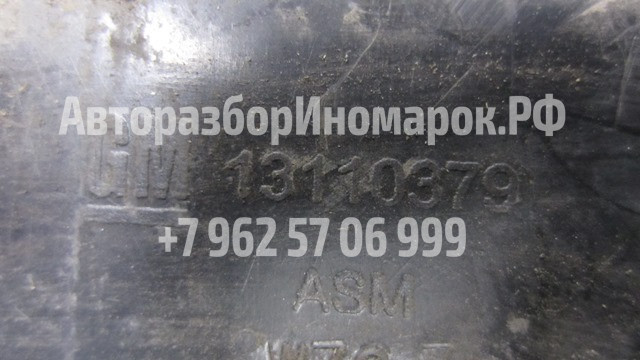 АвторазборИномарок.РФ
GM 13110379
+7 962 57 06 999
ASM